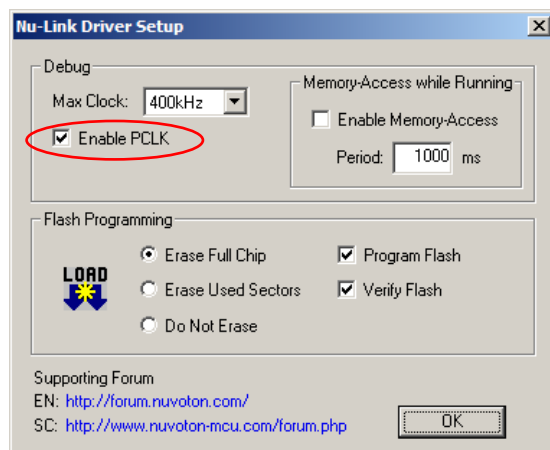 Nu-Link Driver Setup
Debug
Max Clock: 400kHz
Enable PCLK
Memory-Access while Running
Enable Memory-Access
Period: 1000 ms
Flash Programming
LOAD
Erase Full Chip
Erase Used Sectors
Do Not Erase
Program Flash
Verify Flash
Supporting Forum
EN: http://forum.nuvoton.com/
SC: http://www.nuvoton-mcu.com/forum.php
OK